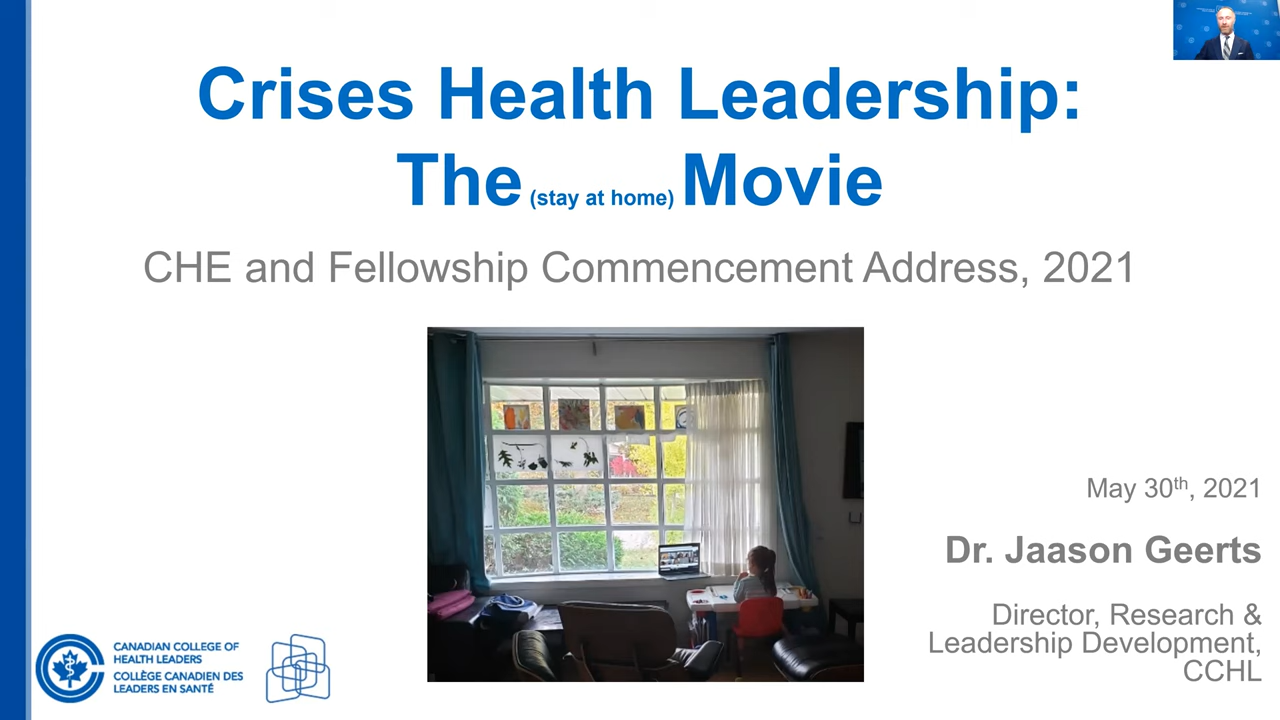 Crises Health Leadership:
The (stay at home) Movie
CHE and Fellowship Commencement Address, 2021
May 30th, 2021
Dr. Jaason Geerts
Director, Research &
Leadership Development,
CCHL
CANADIAN COLLEGE OF
HEALTH LEADERS
COLLÈGE CANADIEN DES
LEADERS EN SANTÉ